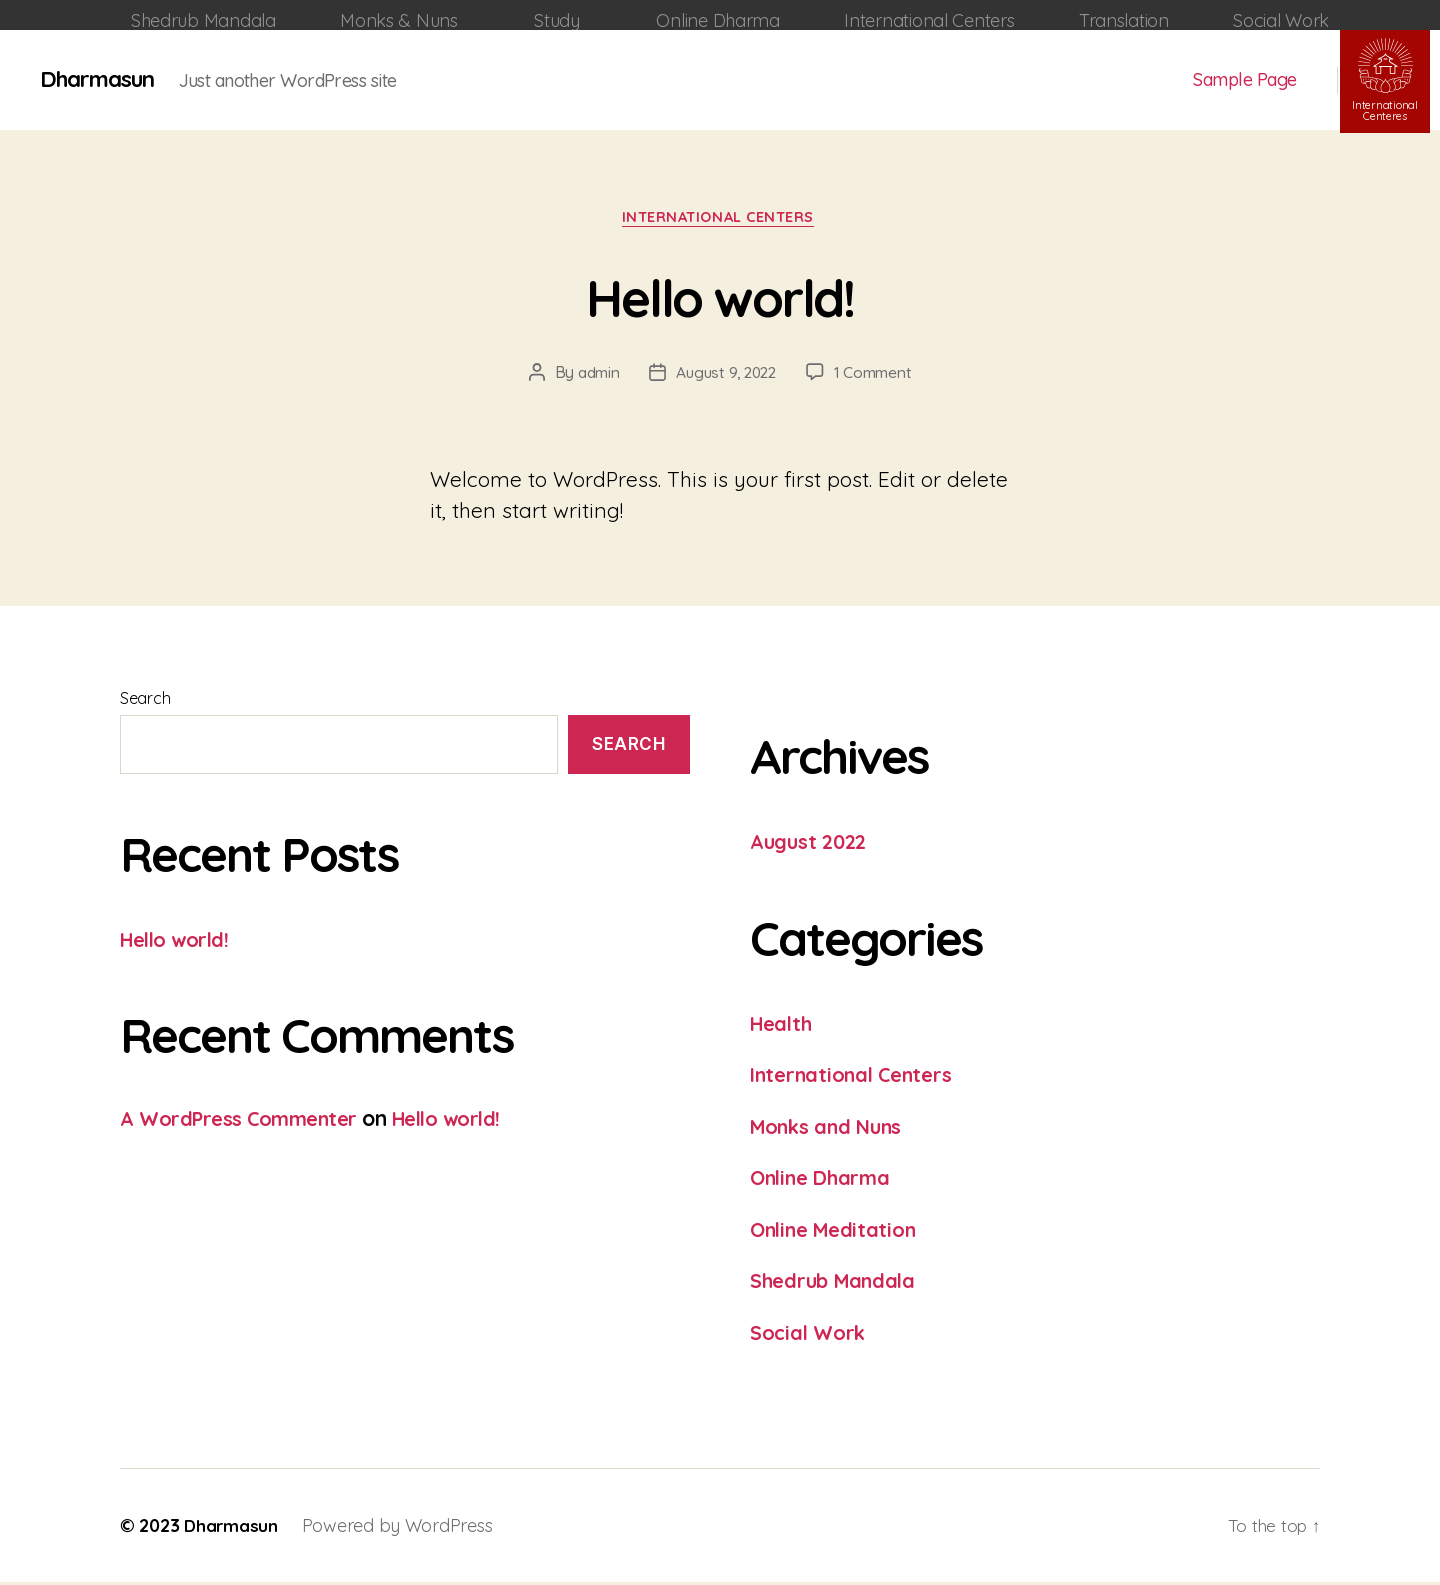 Shedrub Mandala Monks & Nuns Study Online Dharma International Centers Translation Social Work
Dharmasun Just another WordPress site Sample Page
International
Centeres
INTERNATIONAL CENTERS
Hello world!
By admin August 9, 2022 1 Comment
Welcome to WordPress. This is your first post. Edit or delete
it, then start writing!
Search
SEARCH
Recent Posts
Hello world!
Recent Comments
A WordPress Commenter on Hello world!
Archives
August 2022
Categories
Health
International Centers
Monks and Nuns
Online Dharma
Online Meditation
Shedrub Mandala
Social Work
© 2023 Dharmasun Powered by WordPress To the top ↑